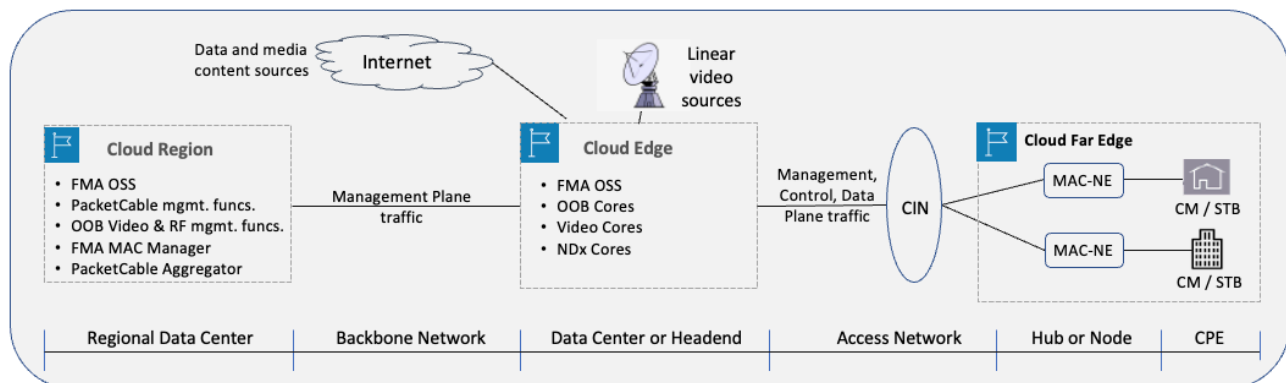 Data and media
content sources
Internet
Linear
video
sources
Cloud Region
• FMA OSS
• PacketCable mgmt. funcs.
• OOB Video & RF mgmt. funcs.
• FMA MAC Manager
• PacketCable Aggregator
Management Plane
traffic
Cloud Edge
• FMA OSS
• OOB Cores
• Video Cores
• NDx Cores
Management,
Control, Data
Plane traffic
CIN
Cloud Far Edge
MAC-NE
CM / STB
MAC-NE
CM / STB
Regional Data Center
Backbone Network
Data Center or Headend
Access Network
Hub or Node
CPE